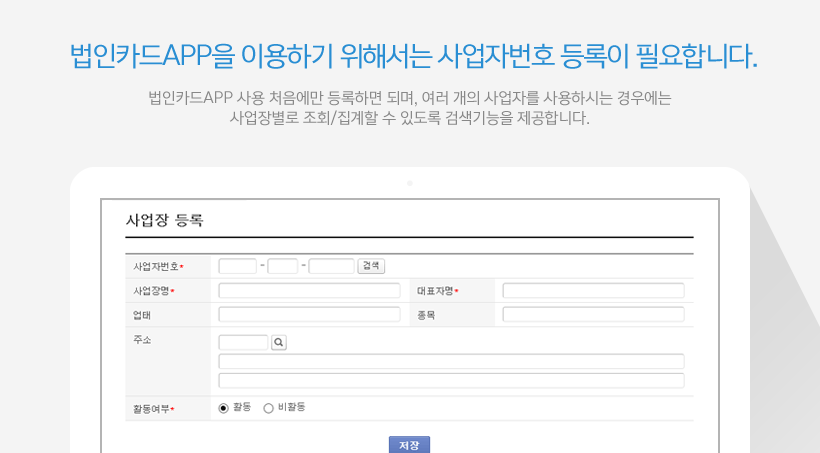 법인카드APP을 이용하기 위해서는 사업자번호 등록이 필요합니다.
법인카드APP 사용 처음에만 등록하면 되며, 여러 개의 사업자를 사용하시는 경우에는
사업장별로 조회/집계할 수 있도록 검색기능을 제공합니다.
사업장 등록
사업자번호* - - 검색
사업장명* 대표자명*
업태 종목
주소
활동여부* 활동 비활동
저장